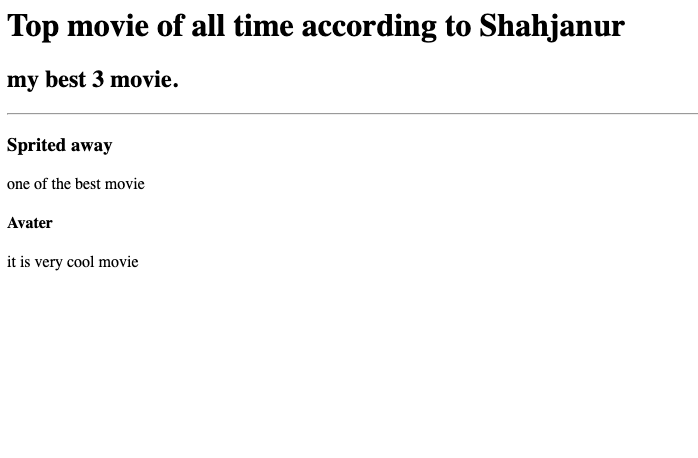 Top movie of all time according to Shahjanur
my best 3 movie.
Sprited away
one of the best movie
Avater
it is very cool movie